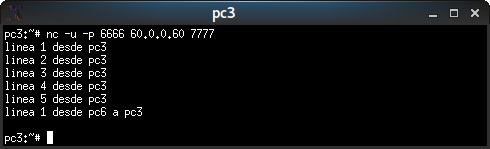 pc3
pc3:~# nc -u -p 6666 60.0.0.60 7777
linea 1 desde pc3
linea 2 desde pc3
linea 3 desde pc3
linea 4 desde pc3
linea 5 desde pc3
linea 1 desde pc6 a pc3
pc3:~#